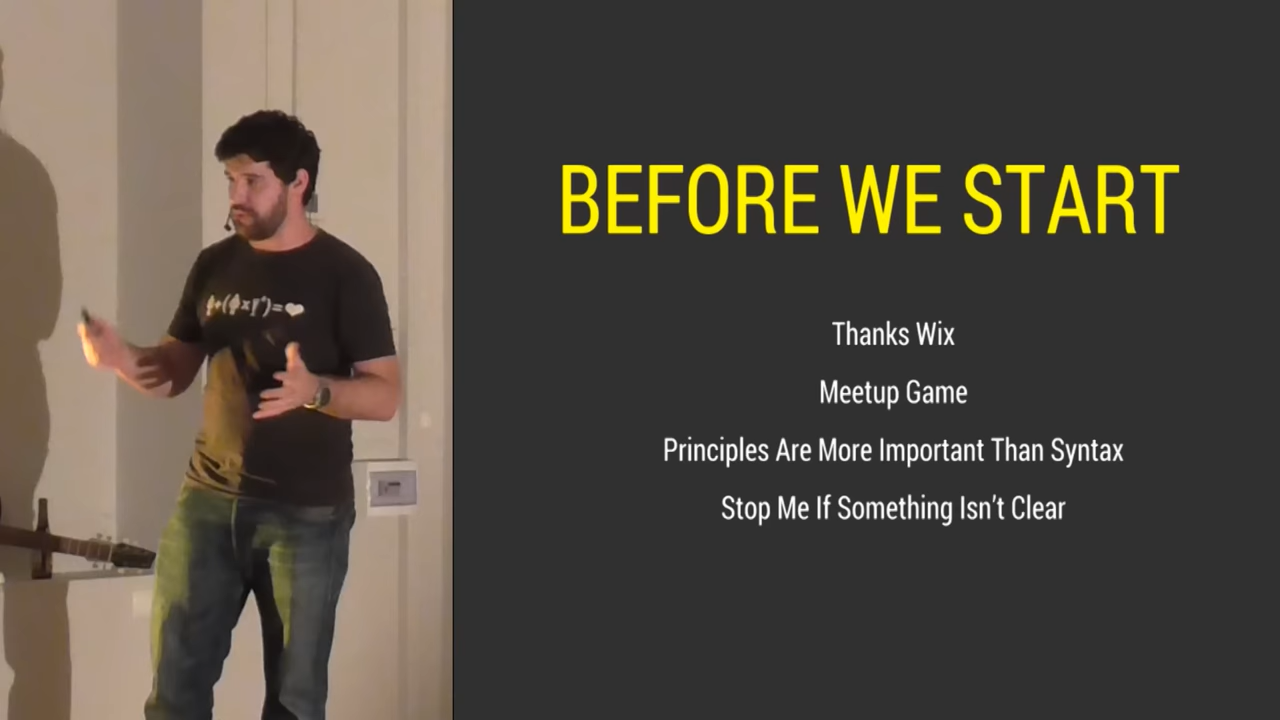 BEFORE WE START
Thanks Wix
Meetup Game
Principles Are More Important Than Syntax
Stop Me If Something Isn't Clear